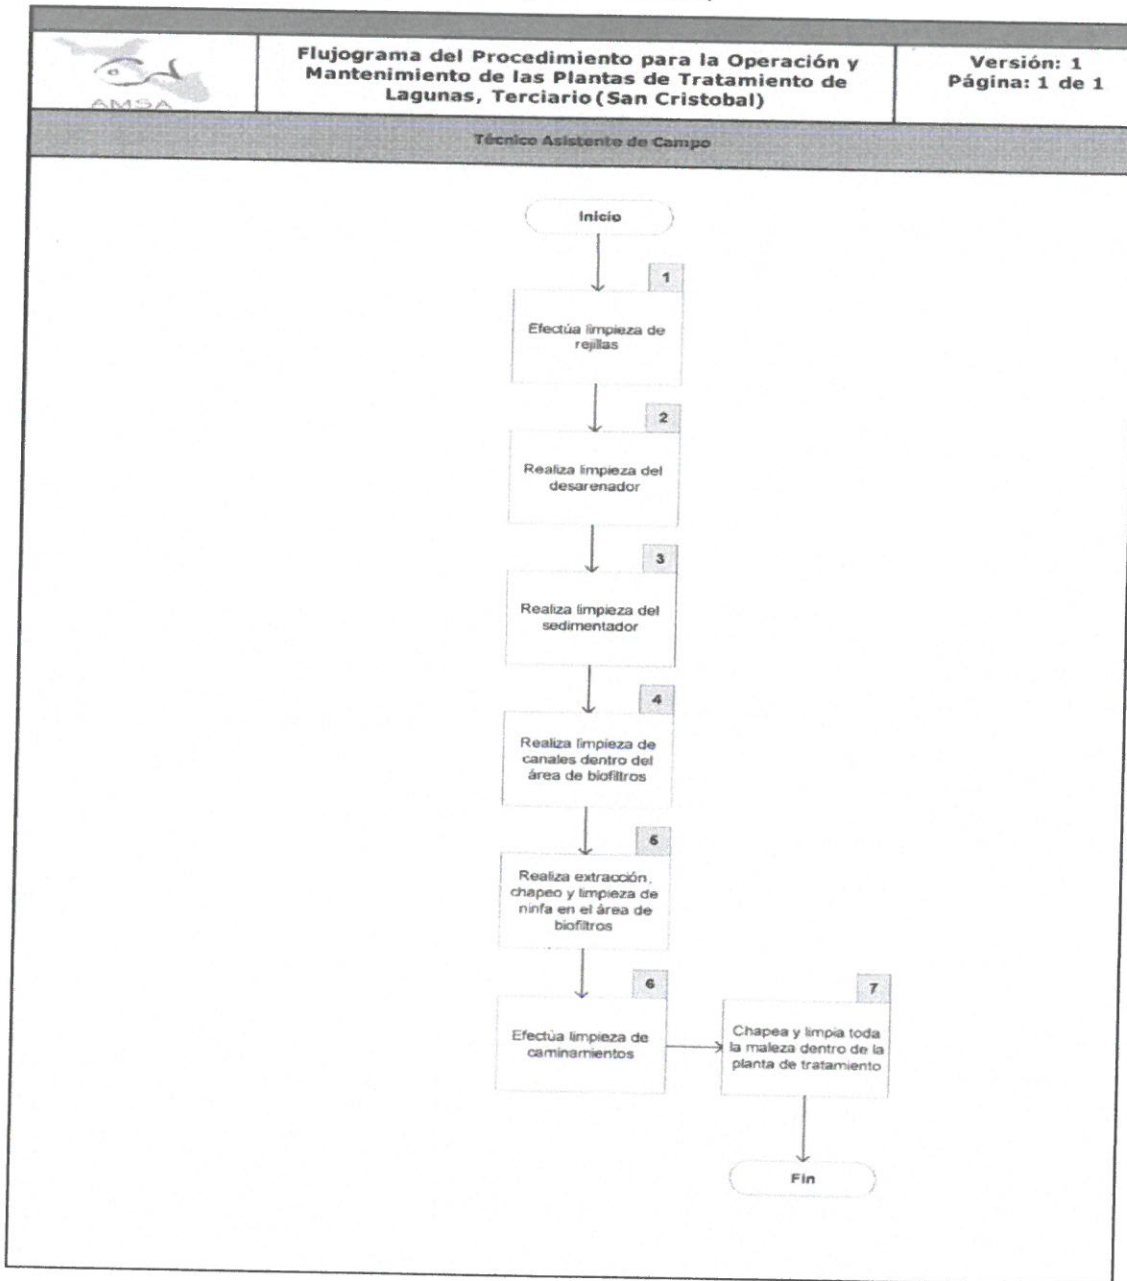 AMSA
Flujograma del Procedimiento para la Operación y
Mantenimiento de las Plantas de Tratamiento de
Lagunas, Terciario (San Cristobal)
Versión: 1
Página: 1 de 1
Técnico Asistente de Campo
Inicio
1
Efectúa limpieza de
rejillas
2
Realiza limpieza del
desarenador
3
Realiza limpieza del
sedimentador
4
Realiza limpieza de
canales dentro del
área de biofiltros
5
Realiza extracción,
chapeo y limpieza de
ninfa en el área de
biofiltros
6
Efectúa limpieza de
caminamientos
7
Chapea y limpia toda
la maleza dentro de la
planta de tratamiento
Fin